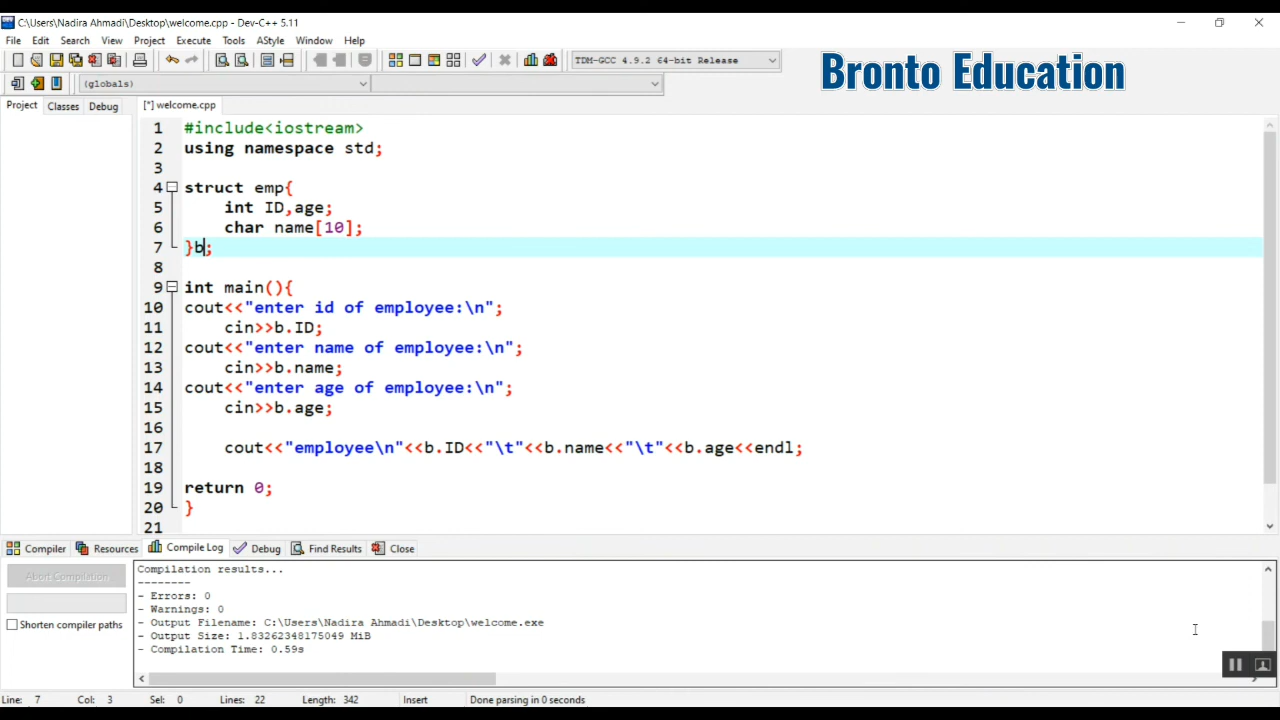 C:\Users\Nadira Ahmadi\Desktop\welcome.cpp - Dev-C++ 5.11
File Edit Search View Project Execute Tools AStyle Window Help
TDM-GCC 4.9.2 64-bit Release
Bronto Education
(globals)
Project Classes Debug [*] welcome.cpp
1 #include<iostream>
2 using namespace std;
3
4 struct emp{
5 int ID,age;
6 char name[10];
7 }b;
8
9 int main(){
10 cout<<"enter id of employee:\n";
11 cin>>b.ID;
12 cout<<"enter name of employee:\n";
13 cin>>b.name;
14 cout<<"enter age of employee:\n";
15 cin>>b.age;
16
17 cout<<"employee\n"<<b.ID<<"\t"<<b.name<<"\t"<<b.age<<endl;
18
19 return 0;
20 }
21
Compiler Resources Compile Log Debug Find Results Close
Abort Compilation
Shorten compiler paths
Compilation results...
--------
- Errors: 0
- Warnings: 0
- Output Filename: C:\Users\Nadira Ahmadi\Desktop\welcome.exe
- Output Size: 1.83262348175049 MiB
- Compilation Time: 0.59s
Line: 7 Col: 3 Sel: 0 Lines: 22 Length: 342 Insert Done parsing in 0 seconds